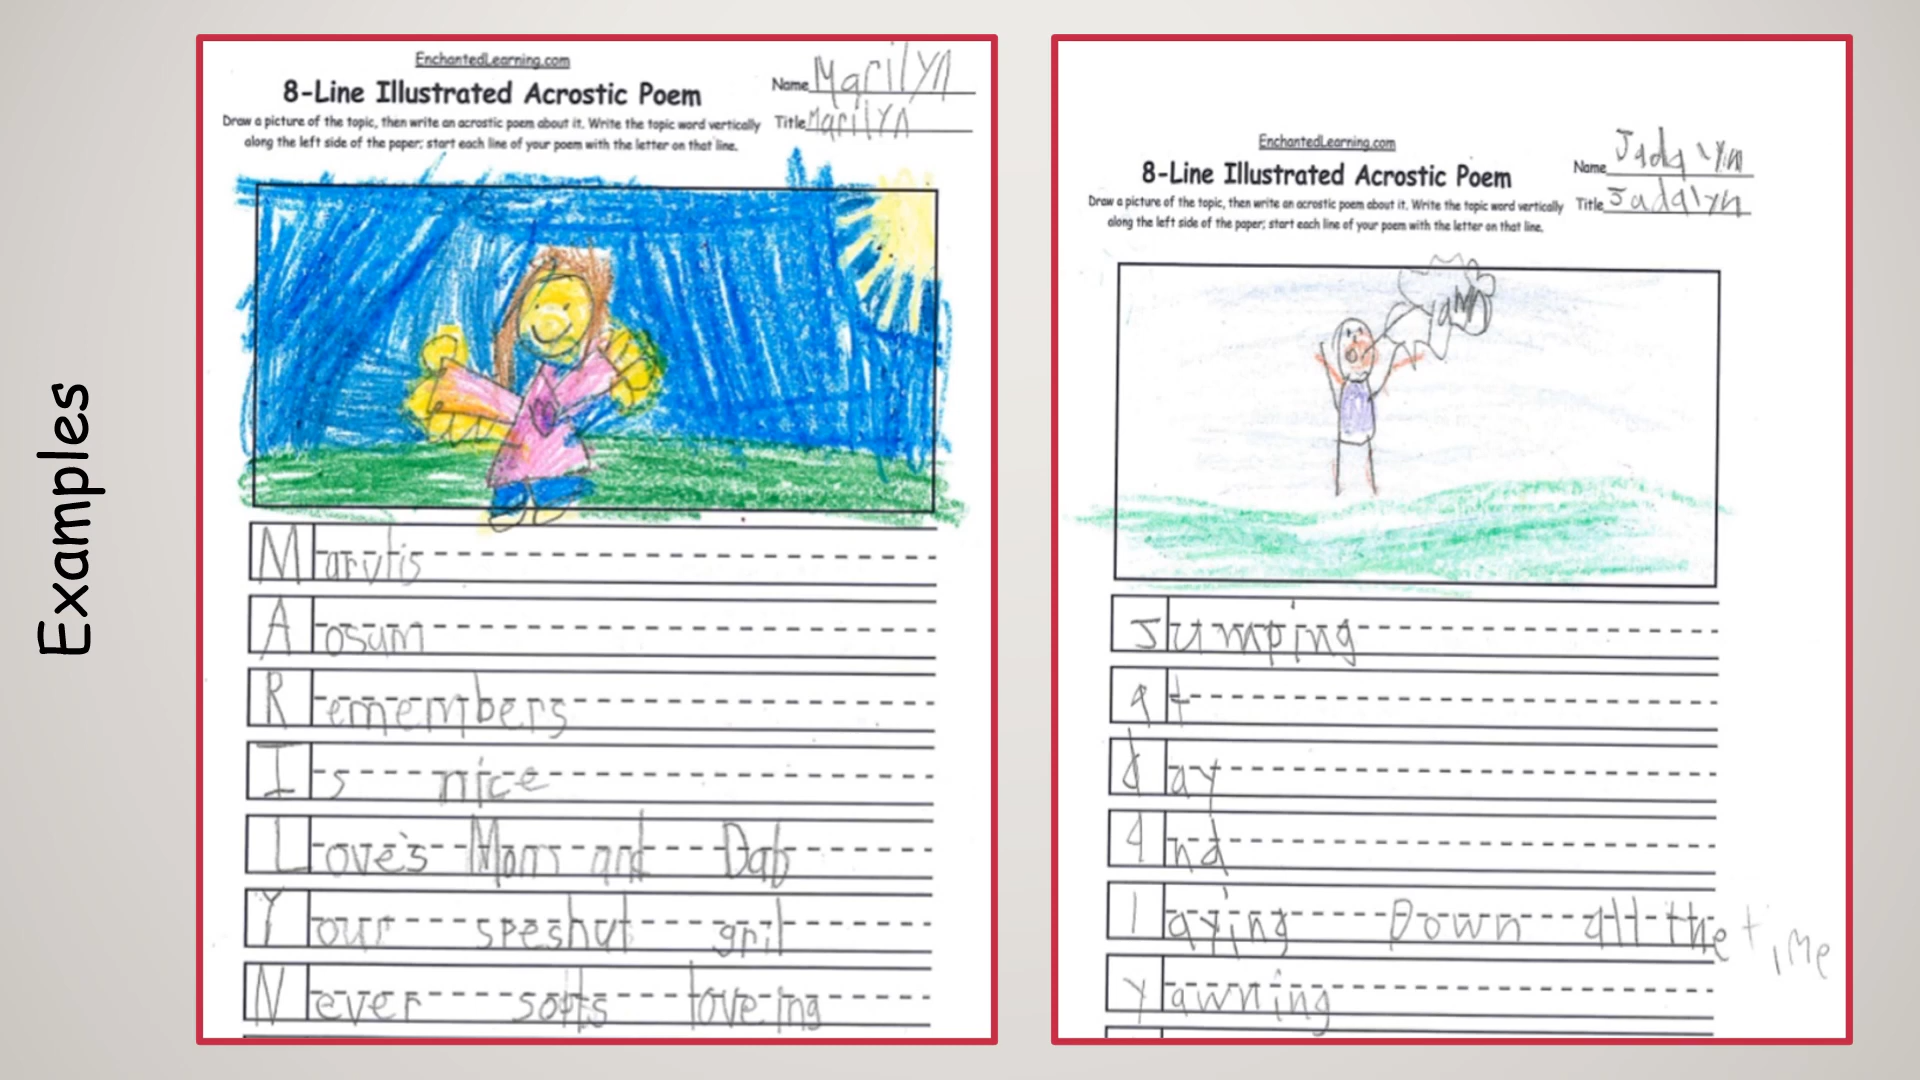 Examples
EnchantedLearning.com
8-Line Illustrated Acrostic Poem
Draw a picture of the topic, then write an acrostic poem about it. Write the topic word vertically
along the left side of the paper; start each line of your poem with the letter on that line.
Name Marilyn
Title Marilyn
Marvlis
Aosum
Remembers
Is nice
Love's Mom and Dab
Your speshul gril
Never sotps loveing
EnchantedLearning.com
8-Line Illustrated Acrostic Poem
Draw a picture of the topic, then write an acrostic poem about it. Write the topic word vertically
along the left side of the paper; start each line of your poem with the letter on that line.
Name Jadalyn
Title Jadalyn
Jumping
at
day
and
laying Down all the time
yawning